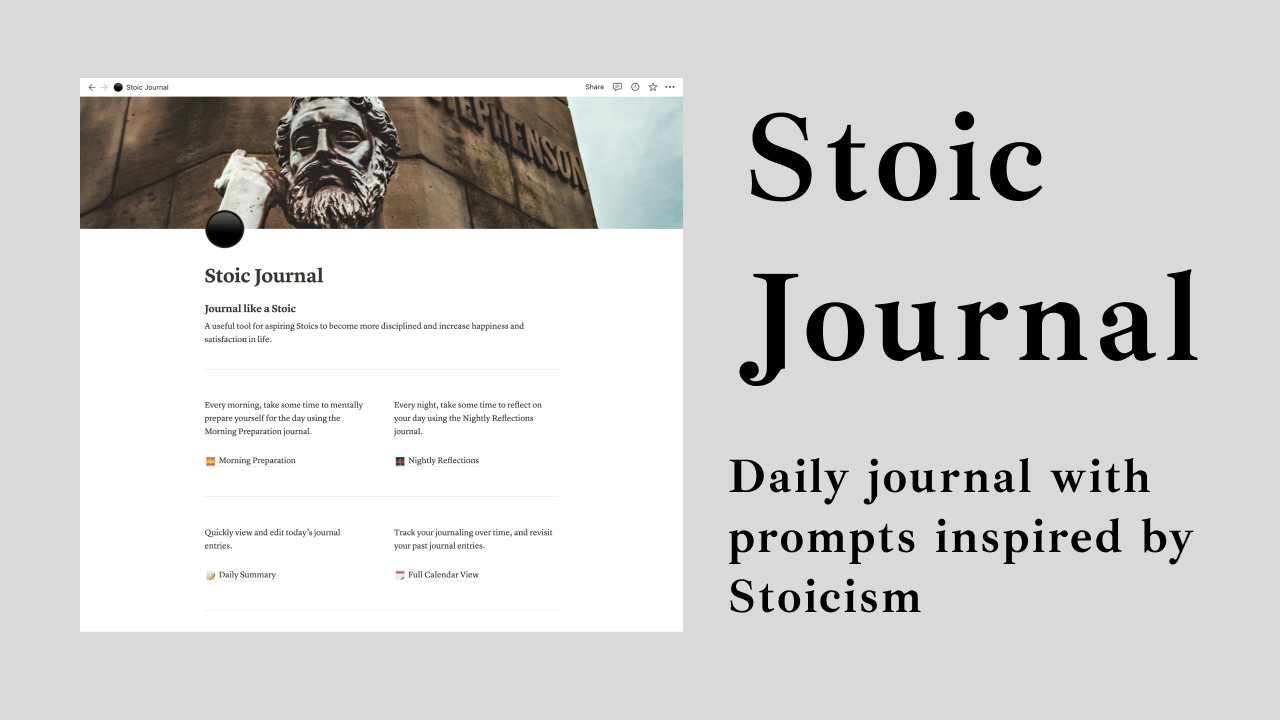 Stoic Journal
Share
STEPHENSON
Stoic Journal
Journal like a Stoic
A useful tool for aspiring Stoics to become more disciplined and increase happiness and
satisfaction in life.
Every morning, take some time to mentally
prepare yourself for the day using the
Morning Preparation journal.
Morning Preparation
Every night, take some time to reflect on
your day using the Nightly Reflections
journal.
Nightly Reflections
Quickly view and edit today's journal
entries.
Daily Summary
Track your journaling over time, and revisit
your past journal entries.
Full Calendar View
Stoic
Journal
Daily journal with
prompts inspired by
Stoicism